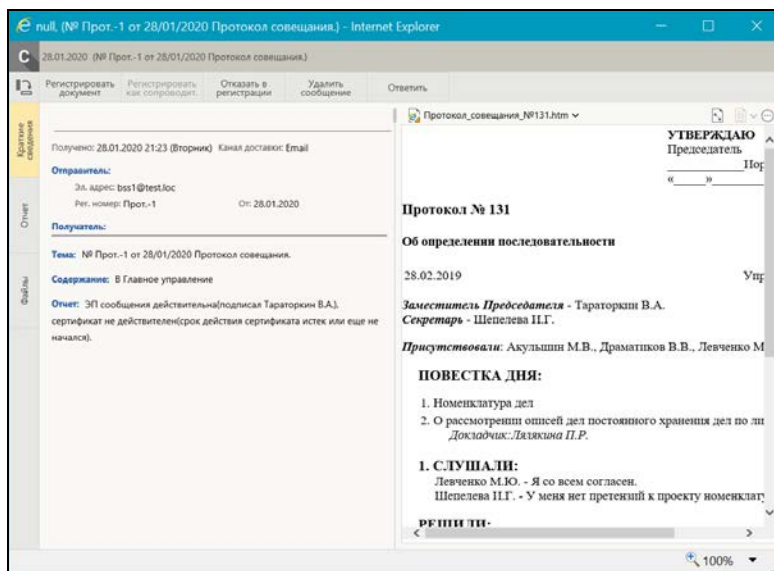 null, (№ Прот.-1 от 28/01/2020 Протокол совещания.) - Internet Explorer
С 28.01.2020 (№ Прот.-1 от 28/01/2020 Протокол совещания.)
Регистрировать документ
Регистрировать как сопроводит.
Отказать в регистрации
Удалить сообщение
Ответить
Краткие сведения
Отчет
Файлы
Получено: 28.01.2020 21:23 (Вторник) Канал доставки: Email
Отправитель:
Эл. адрес: bss1@test.loc
Рег. номер: Прот.-1 От: 28.01.2020
Получатель:
Тема: № Прот.-1 от 28/01/2020 Протокол совещания.
Содержание: В Главное управление
Отчет: ЭП сообщения действительна(подписал Тараторкин В.А.),
сертификат не действителен(срок действия сертификата истек или еще не
начался).
Протокол_совещания_№131.htm
УТВЕРЖДАЮ
Председатель
____________Пор
«_____»__________
Протокол № 131
Об определении последовательности
28.02.2019 Упр
Заместитель Председателя - Тараторкин В.А.
Секретарь - Шепелева И.Г.
Присутствовали: Акульшин М.В., Драматиков В.В., Левченко М
ПОВЕСТКА ДНЯ:
1. Номенклатура дел
2. О рассмотрении описей дел постоянного хранения дел по ли
Докладчик:Лялякина П.Р.
1. СЛУШАЛИ:
Левченко М.Ю. - Я со всем согласен.
Шепелева И.Г. - У меня нет претензий к проекту номенклат
РЕШИЛИ:
100%